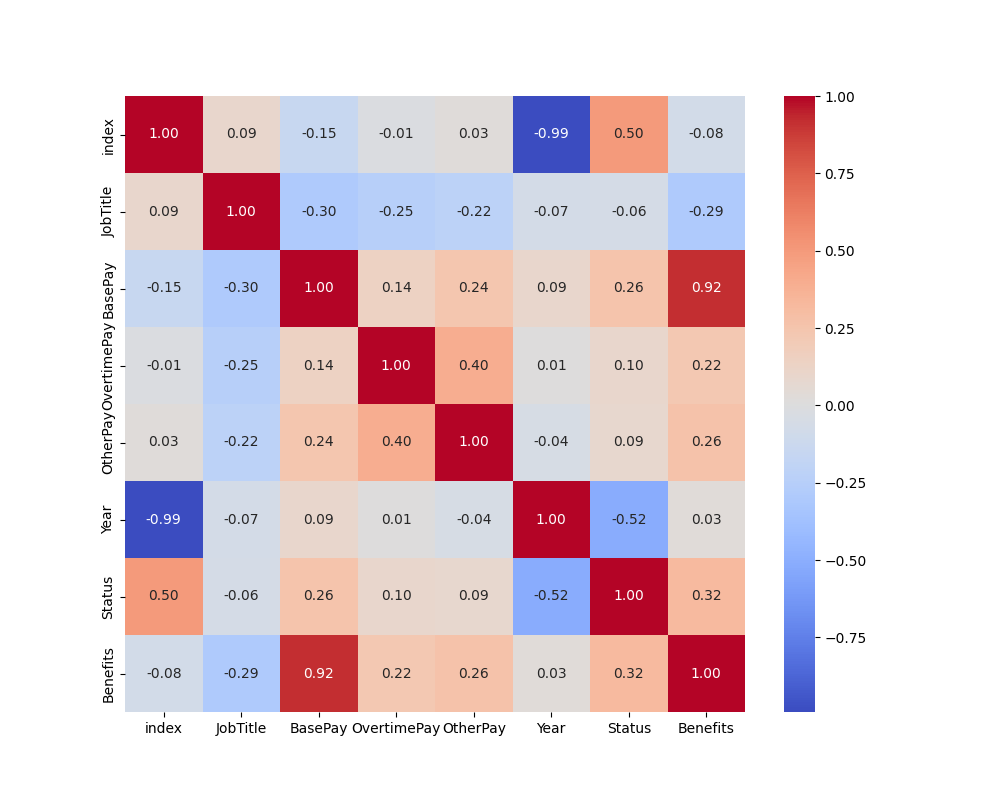 index 1.00 0.09 -0.15 -0.01 0.03 -0.99 0.50 -0.08
JobTitle 0.09 1.00 -0.30 -0.25 -0.22 -0.07 -0.06 -0.29
BasePay -0.15 -0.30 1.00 0.14 0.24 0.09 0.26 0.92
OvertimePay -0.01 -0.25 0.14 1.00 0.40 0.01 0.10 0.22
OtherPay 0.03 -0.22 0.24 0.40 1.00 -0.04 0.09 0.26
Year -0.99 -0.07 0.09 0.01 -0.04 1.00 -0.52 0.03
Status 0.50 -0.06 0.26 0.10 0.09 -0.52 1.00 0.32
Benefits -0.08 -0.29 0.92 0.22 0.26 0.03 0.32 1.00
index JobTitle BasePay OvertimePay OtherPay Year Status Benefits
1.00
0.75
0.50
0.25
0.00
−0.25
−0.50
−0.75